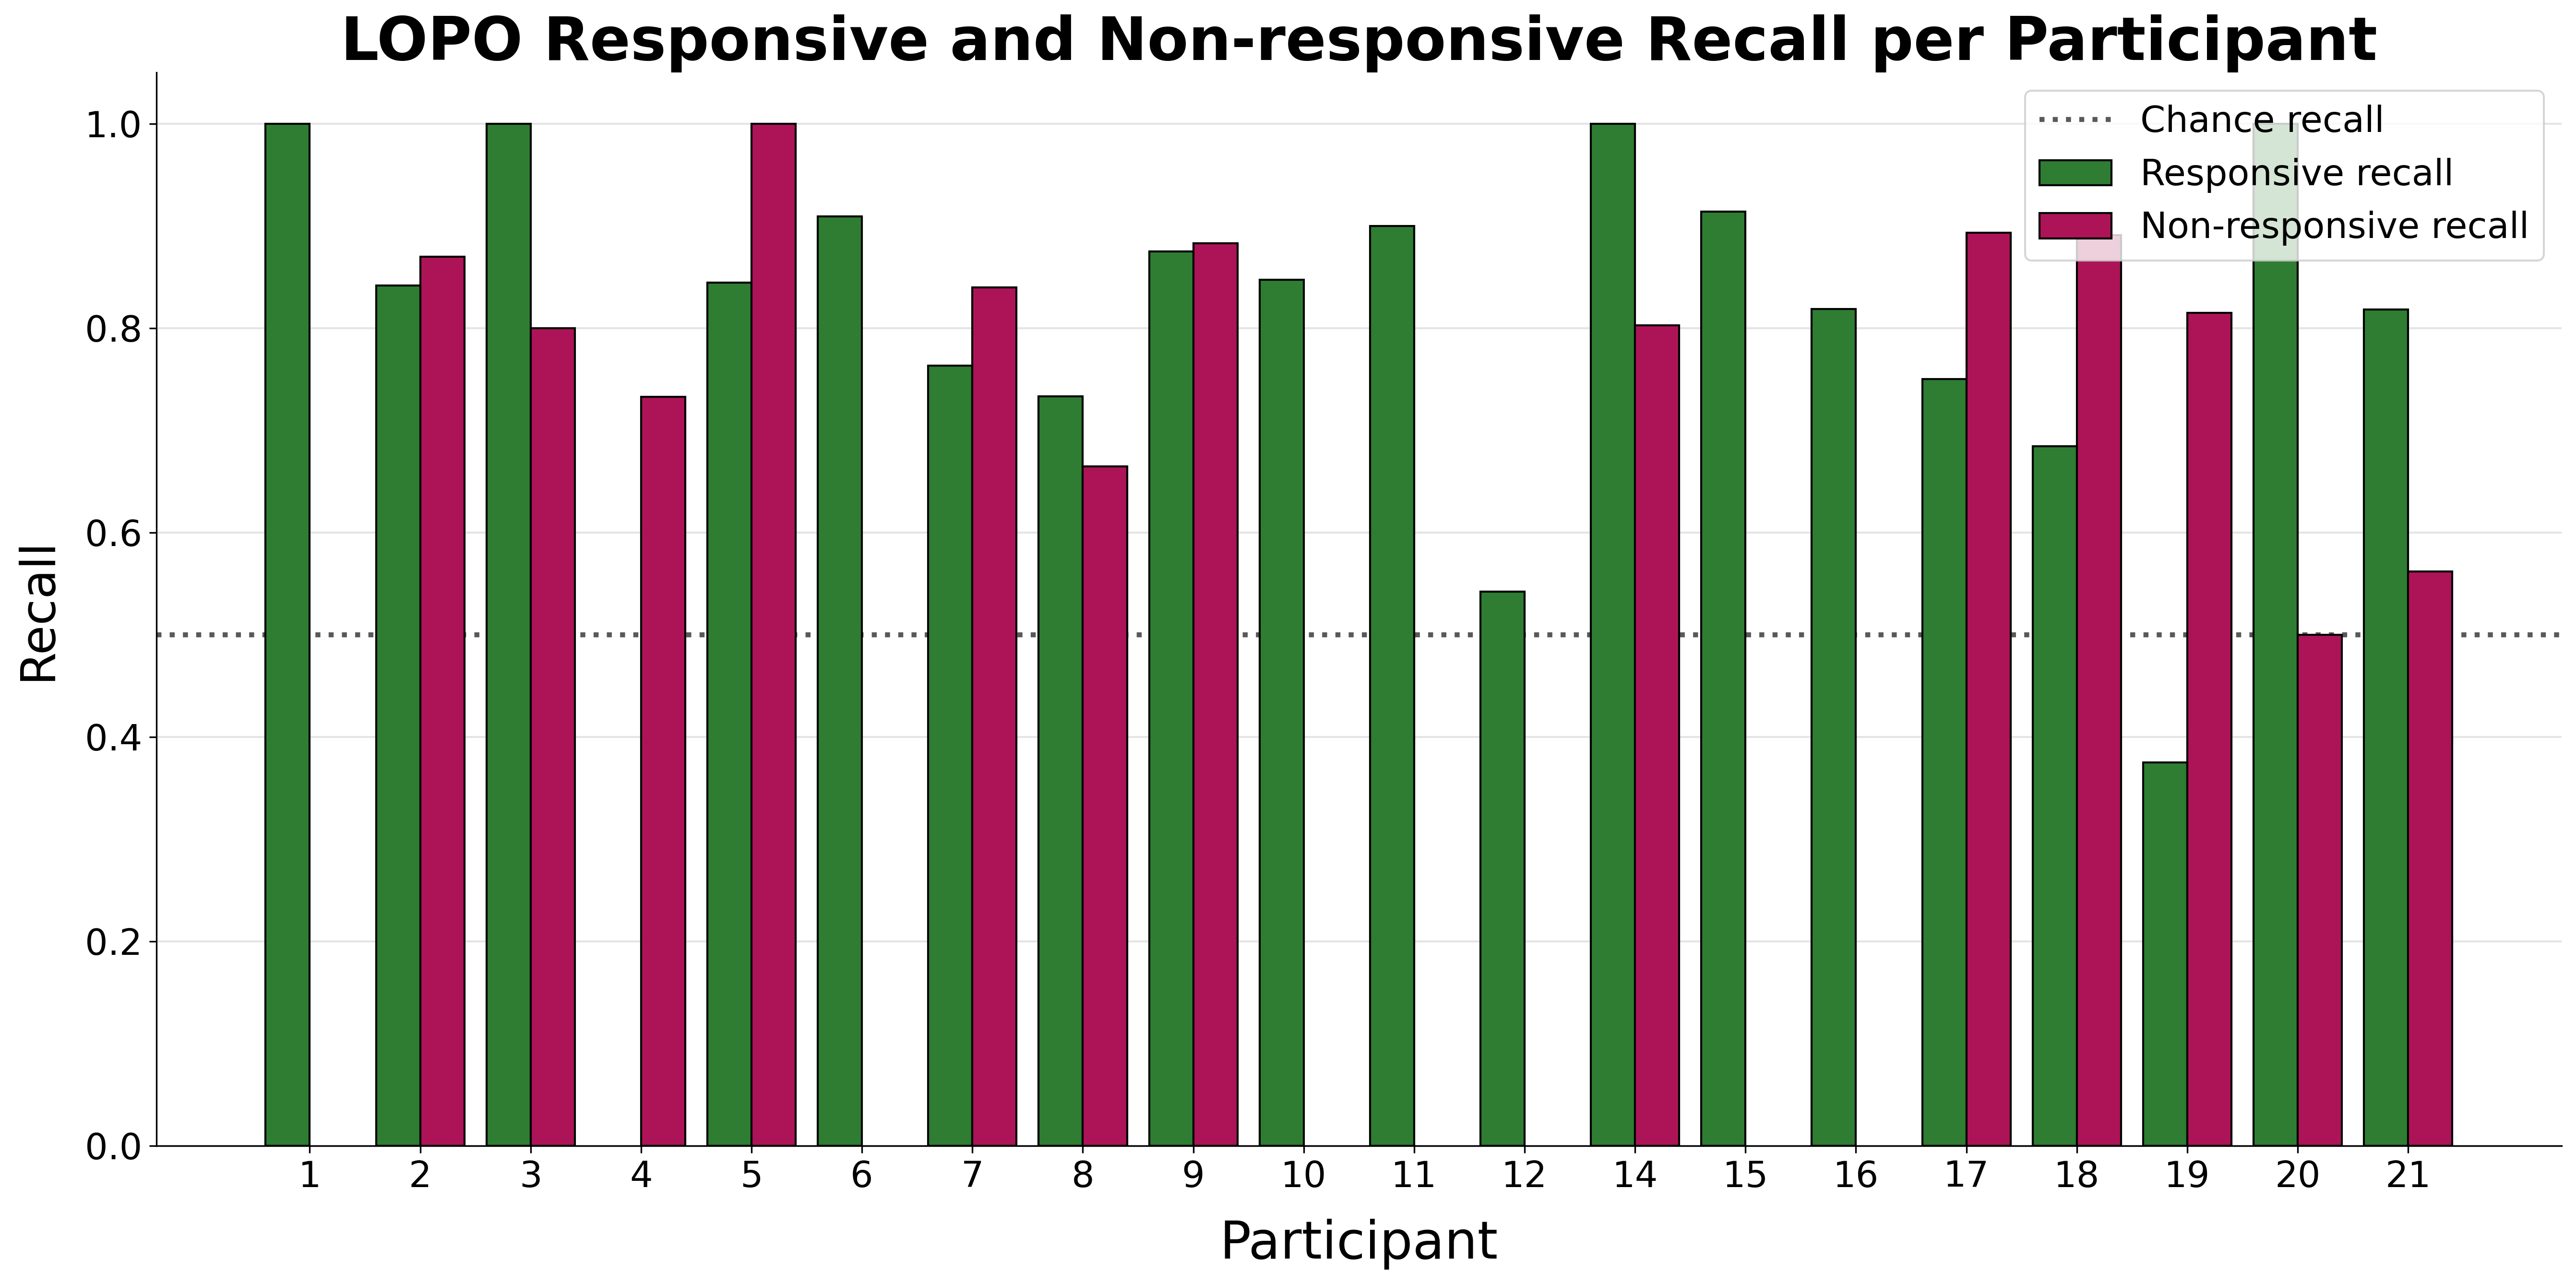 LOPO Responsive and Non-responsive Recall per Participant
Chance recall
Responsive recall
Non-responsive recall
1.0
0.8
0.6
0.4
0.2
0.0
Recall
1 2 3 4 5 6 7 8 9 10 11 12 14 15 16 17 18 19 20 21
Participant